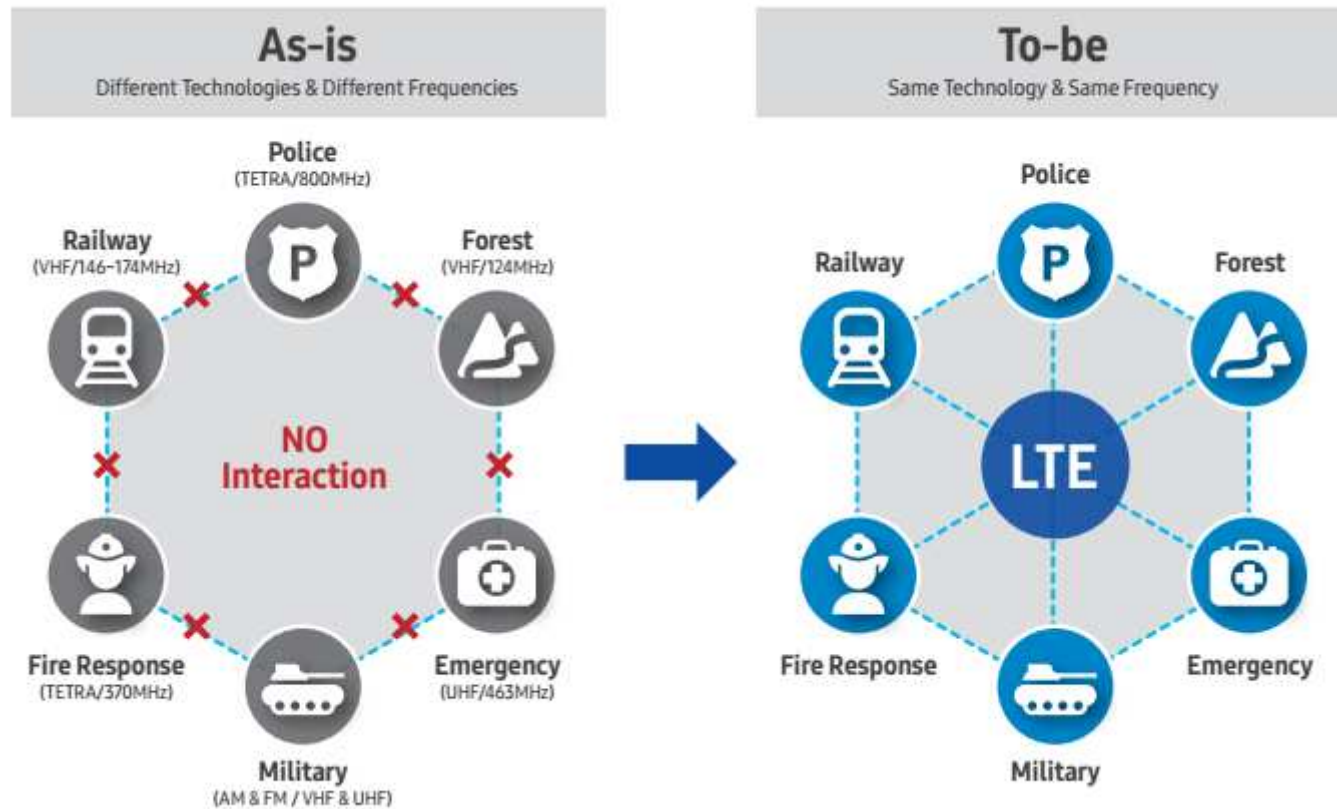 As-is
Different Technologies & Different Frequencies
Police
(TETRA/800MHz)
Railway
(VHF/146-174MHz)
Forest
(VHF/124MHz)
P
NO
Interaction
Fire Response
(TETRA/370MHz)
Emergency
(UHF/463MHz)
Military
(AM & FM / VHF & UHF)
To-be
Same Technology & Same Frequency
Police
Railway
Forest
P
LTE
Fire Response
Emergency
Military